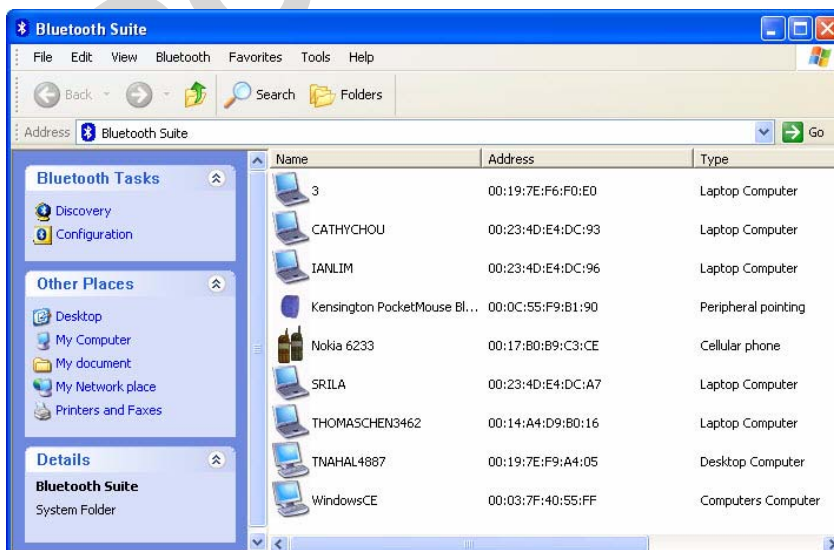 Bluetooth Suite
File Edit View Bluetooth Favorites Tools Help
Back Search Folders
Address Bluetooth Suite Go
Bluetooth Tasks
Discovery
Configuration
Other Places
Desktop
My Computer
My document
My Network place
Printers and Faxes
Details
Bluetooth Suite
System Folder
Name Address Type
3 00:19:7E:F6:F0:E0 Laptop Computer
CATHYCHOU 00:23:4D:E4:DC:93 Laptop Computer
IANLIM 00:23:4D:E4:DC:96 Laptop Computer
Kensington PocketMouse Bl... 00:0C:55:F9:B1:90 Peripheral pointing
Nokia 6233 00:17:B0:B9:C3:CE Cellular phone
SRILA 00:23:4D:E4:DC:A7 Laptop Computer
THOMASCHEN3462 00:14:A4:D9:B0:16 Laptop Computer
TNAHAL4887 00:19:7E:F9:A4:05 Desktop Computer
WindowsCE 00:03:7F:40:55:FF Computers Computer